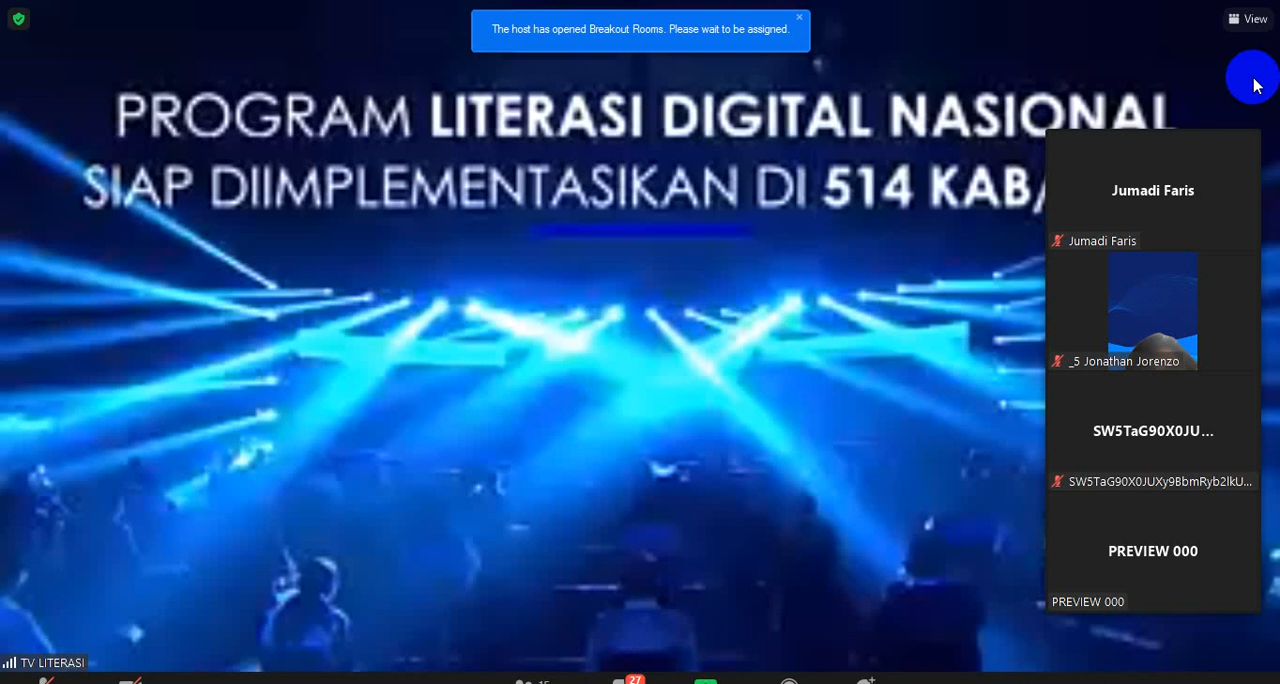 View
The host has opened Breakout Rooms. Please wait to be assigned.
PROGRAM LITERASI DIGITAL NASIONAL
SIAP DIIMPLEMENTASIKAN DI 514 KAB/
Jumadi Faris
Jumadi Faris
_5 Jonathan Jorenzo
SW5TaG90X0JU...
SW5TaG90X0JUXy9BbmRyb2lkU...
PREVIEW 000
PREVIEW 000
TV LITERASI
15
27